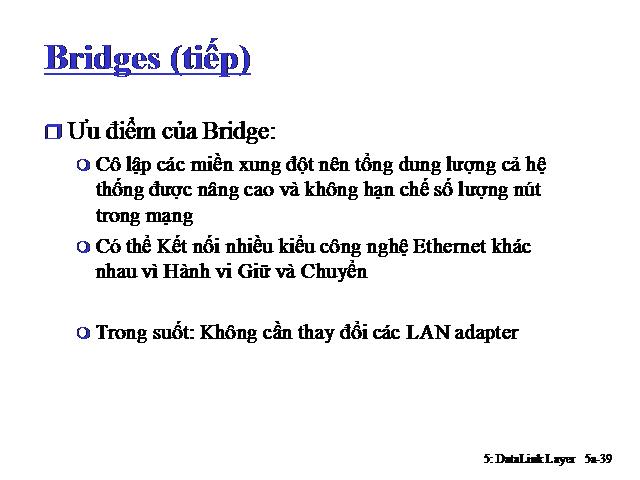 Bridges (tiếp)
Ưu điểm của Bridge:
Cô lập các miền xung đột nên tổng dung lượng cả hệ
thống được nâng cao và không hạn chế số lượng nút
trong mạng
Có thể Kết nối nhiều kiểu công nghệ Ethernet khác
nhau vì Hành vi Giữ và Chuyển
Trong suốt: Không cần thay đổi các LAN adapter
5: DataLink Layer 5a-39